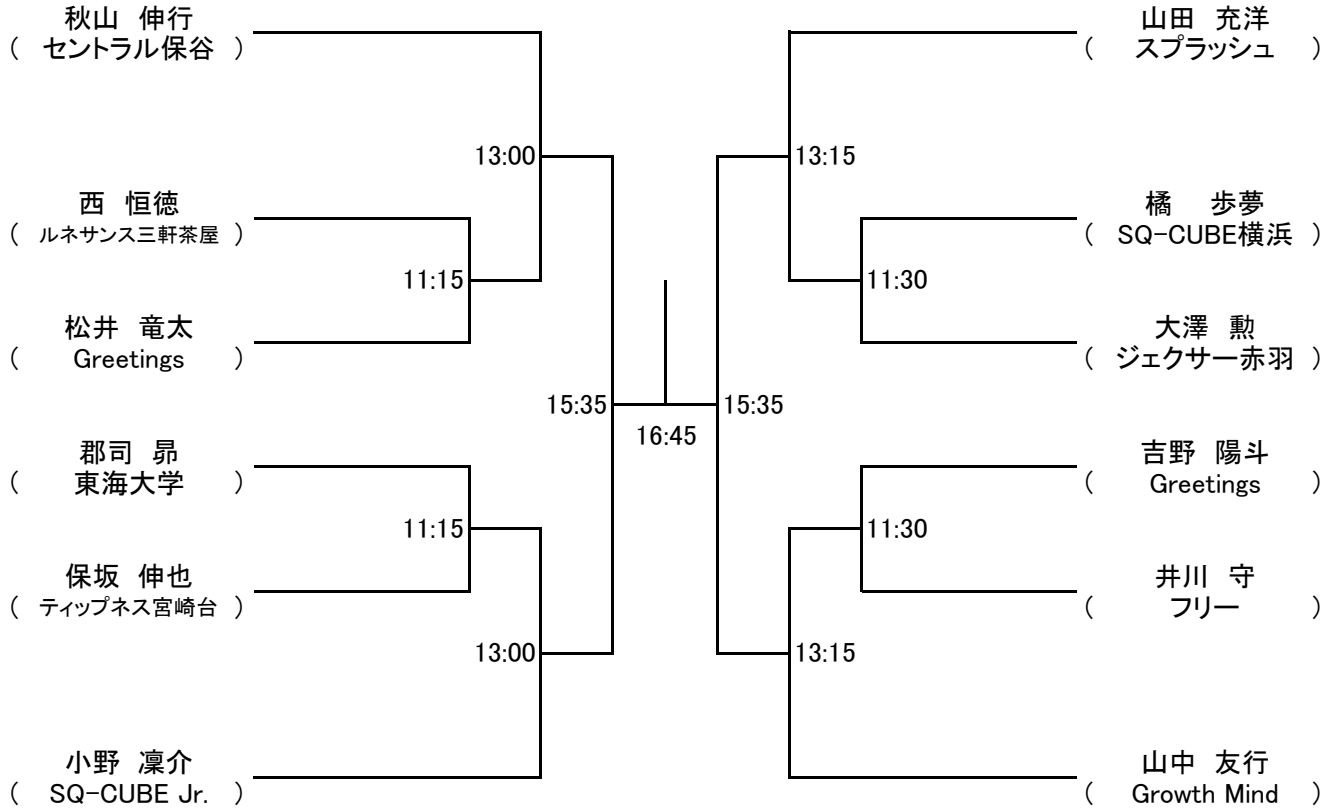 秋山　伸行
（ セントラル保谷 ）
13:00
西　恒徳
（ ルネサンス三軒茶屋 ）
11:15
松井　竜太
（ Greetings ）
15:35
郡司　昴
（ 東海大学 ）
11:15
保坂　伸也
（ ティップネス宮崎台 ）
13:00
小野　凜介
（ SQ-CUBE Jr. ）
16:45
山田　充洋
（ スプラッシュ ）
13:15
橘　歩夢
（ SQ-CUBE横浜 ）
11:30
大澤　勲
（ ジェクサー赤羽 ）
15:35
吉野　陽斗
（ Greetings ）
11:30
井川　守
（ フリー ）
13:15
山中　友行
（ Growth Mind ）